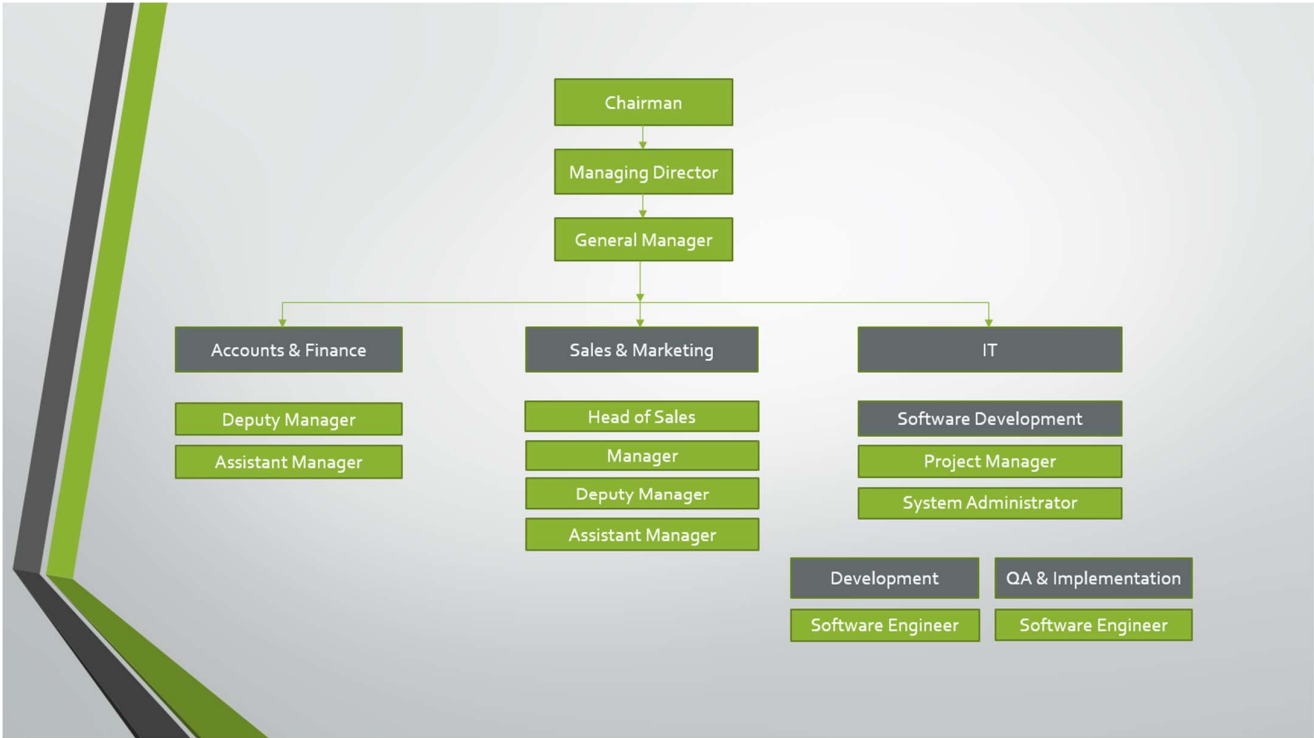 Chairman
Managing Director
General Manager
Accounts & Finance
Deputy Manager
Assistant Manager
Sales & Marketing
Head of Sales
Manager
Deputy Manager
Assistant Manager
IT
Software Development
Project Manager
System Administrator
Development
Software Engineer
QA & Implementation
Software Engineer